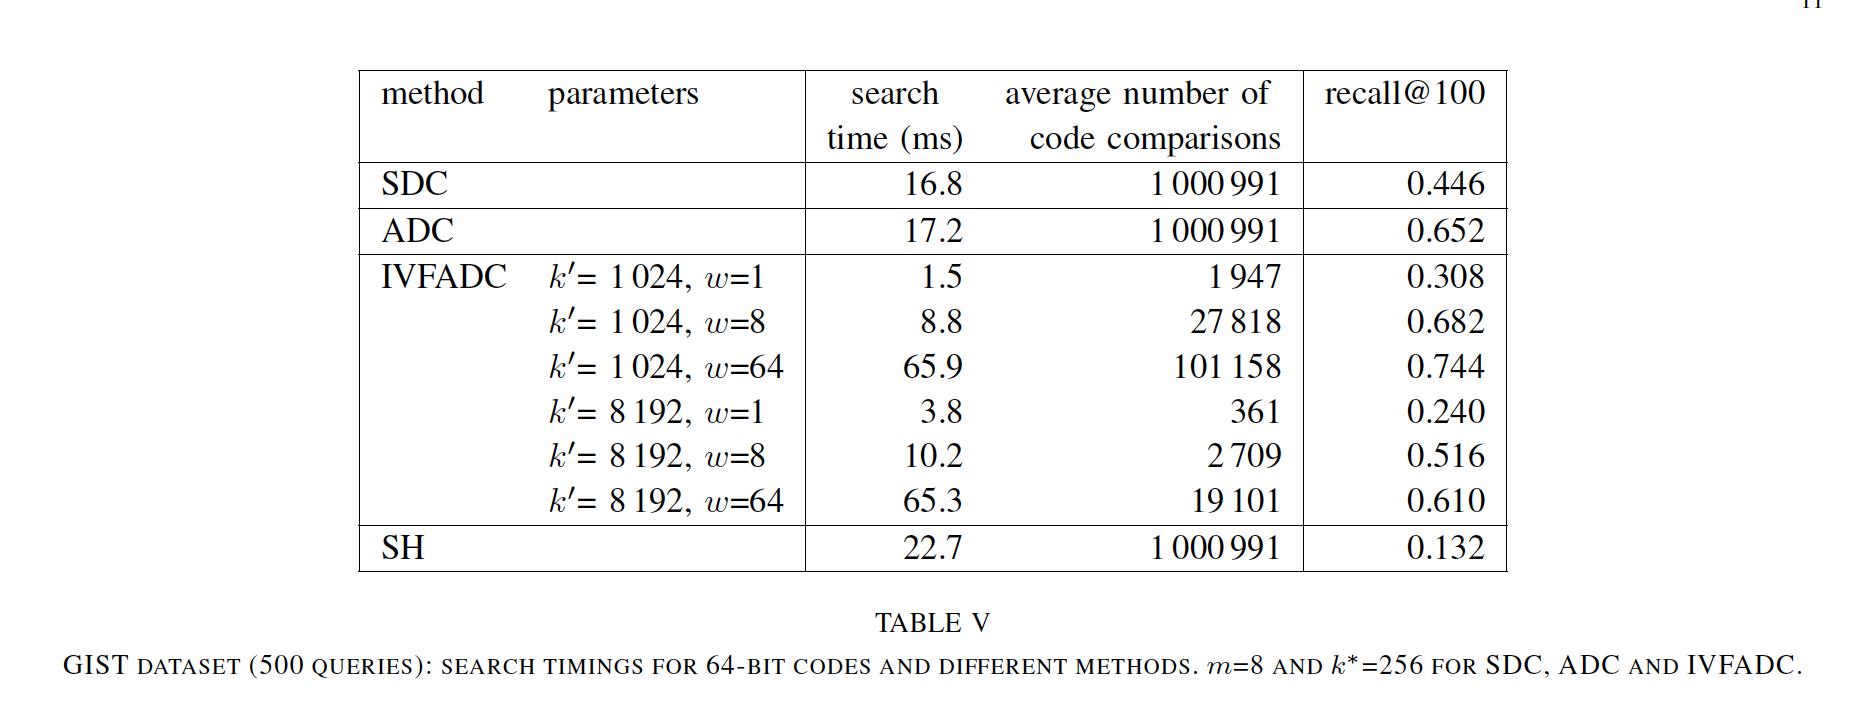 method parameters search average number of recall@100
time (ms) code comparisons
SDC 16.8 1 000 991 0.446
ADC 17.2 1 000 991 0.652
IVFADC k′= 1 024, w=1 1.5 1 947 0.308
k′= 1 024, w=8 8.8 27 818 0.682
k′= 1 024, w=64 65.9 101 158 0.744
k′= 8 192, w=1 3.8 361 0.240
k′= 8 192, w=8 10.2 2 709 0.516
k′= 8 192, w=64 65.3 19 101 0.610
SH 22.7 1 000 991 0.132
TABLE V
GIST DATASET (500 QUERIES): SEARCH TIMINGS FOR 64-BIT CODES AND DIFFERENT METHODS. m=8 AND k*=256 FOR SDC, ADC AND IVFADC.